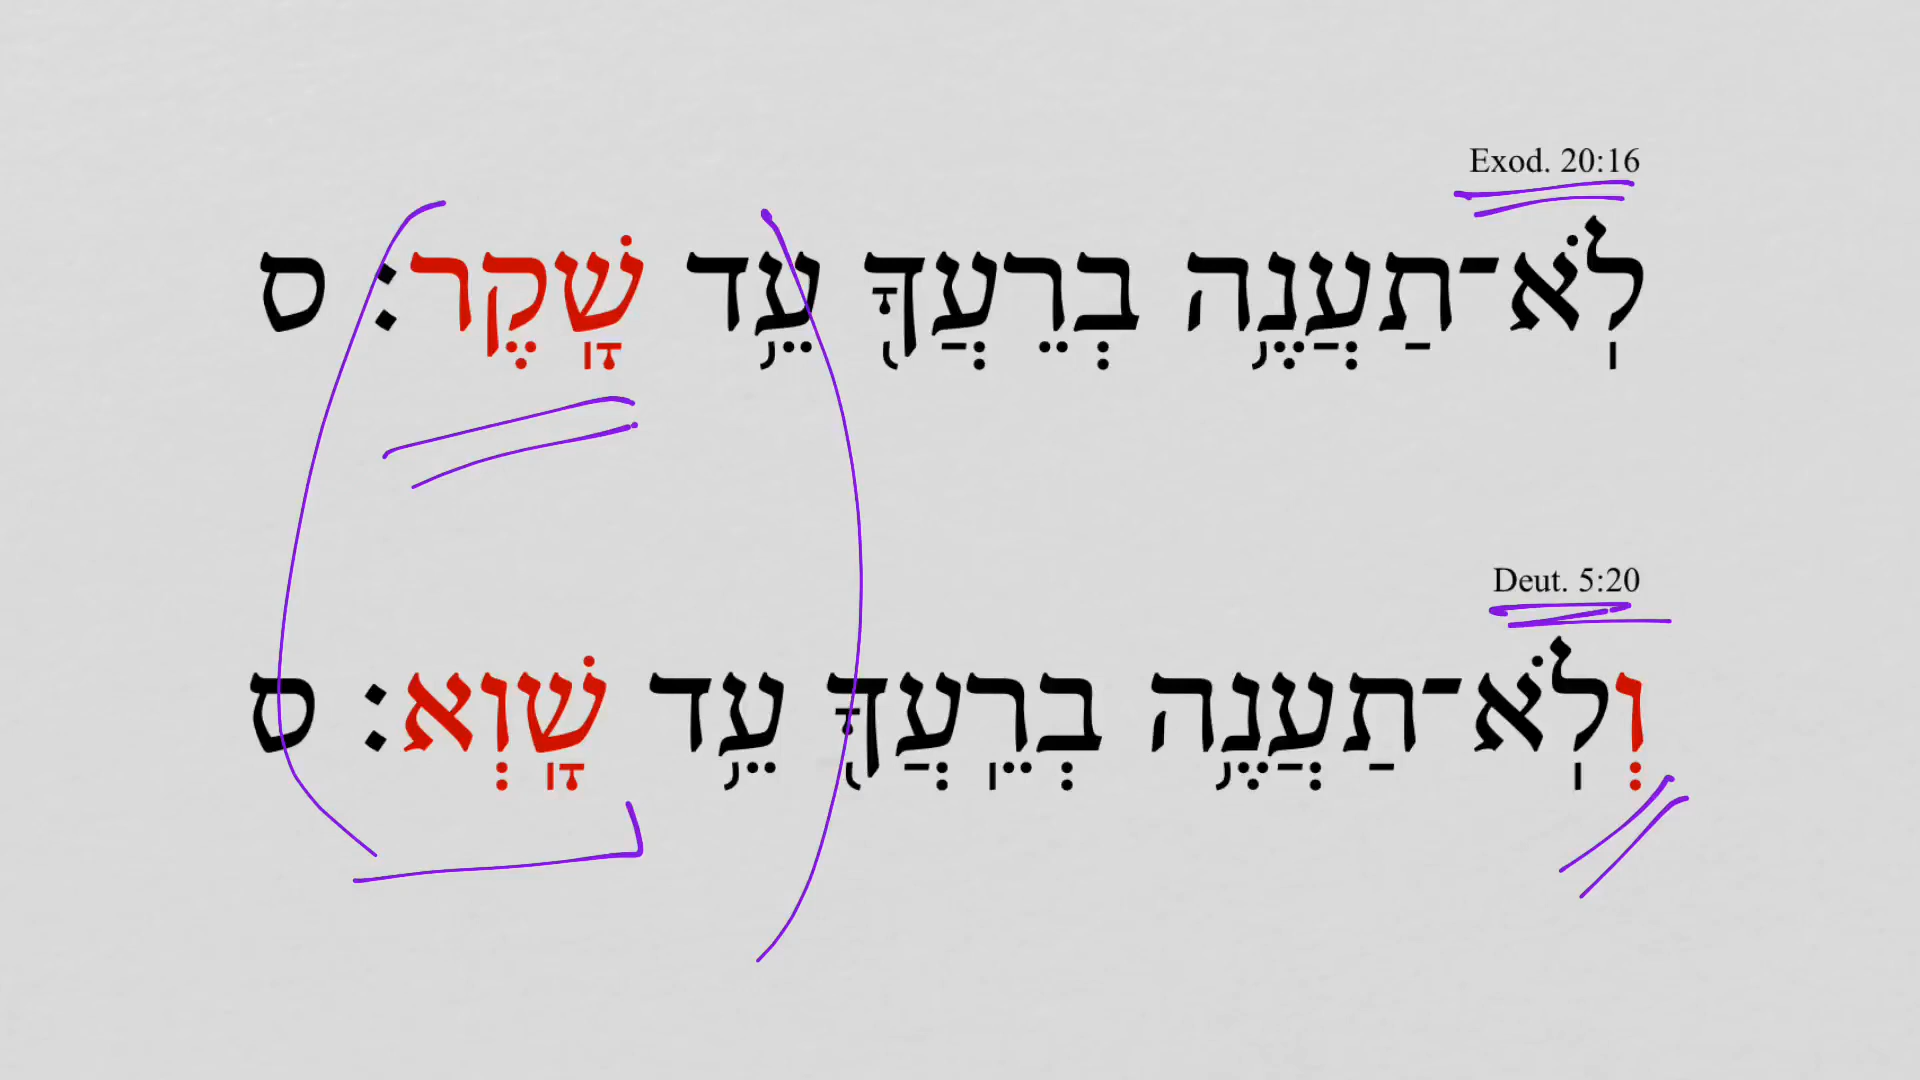 Exod. 20:16
לֹֽא־תַעֲנֶ֥ה בְרֵעֲךָ֖ עֵ֥ד שָֽׁקֶר׃ ס
Deut. 5:20
וְלֹֽא־תַעֲנֶ֥ה בְרֵֽעֲךָ֖ עֵ֥ד שָֽׁוְא׃ ס